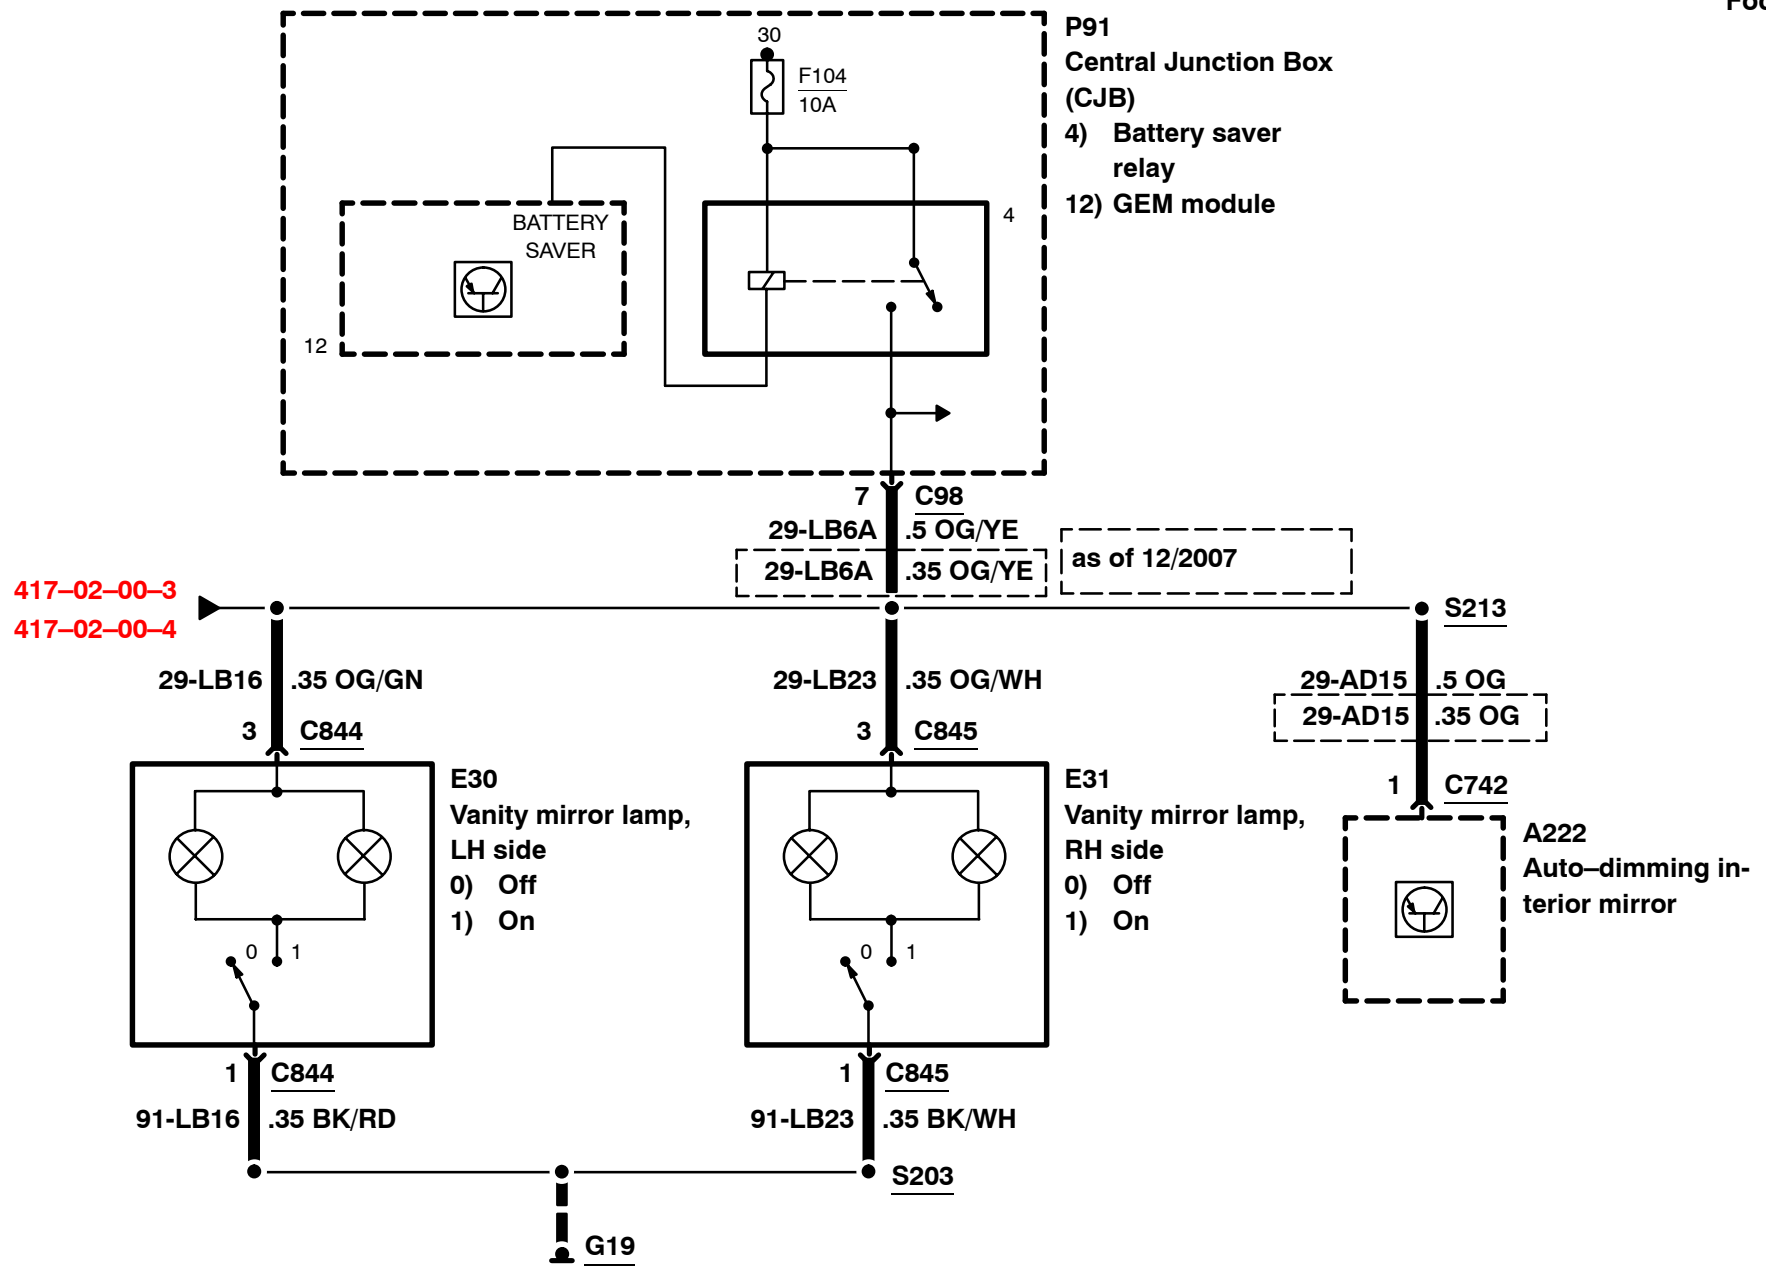 Foc
30
F104
10A
P91
Central Junction Box
(CJB)
4) Battery saver
relay
12) GEM module
BATTERY
SAVER
4
12
7 C98
29-LB6A .5 OG/YE
29-LB6A .35 OG/YE
as of 12/2007
417–02–00–3
417–02–00–4
S213
29-LB16 .35 OG/GN
29-LB23 .35 OG/WH
29-AD15 .5 OG
29-AD15 .35 OG
3 C844
3 C845
1 C742
E30
Vanity mirror lamp,
LH side
0) Off
1) On
E31
Vanity mirror lamp,
RH side
0) Off
1) On
A222
Auto–dimming in-
terior mirror
0 1
0 1
1 C844
1 C845
91-LB16 .35 BK/RD
91-LB23 .35 BK/WH
S203
G19